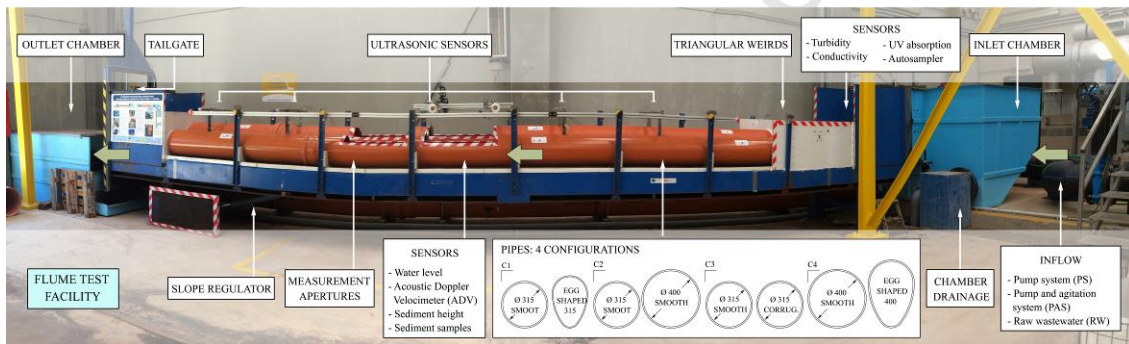 OUTLET CHAMBER
TAILGATE
ULTRASONIC SENSORS
TRIANGULAR WEIRDS
SENSORS
- Turbidity
- Conductivity
- UV absorption
- Autosampler
INLET CHAMBER
FLUME TEST
FACILITY
SLOPE REGULATOR
MEASUREMENT
APERTURES
SENSORS
- Water level
- Acoustic Doppler
Velocimeter (ADV)
- Sediment height
- Sediment samples
PIPES: 4 CONFIGURATIONS
C1
Ø 315
SMOOT
EGG
SHAPED
315
C2
Ø 315
SMOOT
Ø 400
SMOOTH
C3
Ø 315
SMOOTH
Ø 315
CORRUG.
C4
Ø 400
SMOOTH
EGG
SHAPED
400
CHAMBER
DRAINAGE
INFLOW
- Pump system (PS)
- Pump and agitation
system (PAS)
- Raw wastewater (RW)